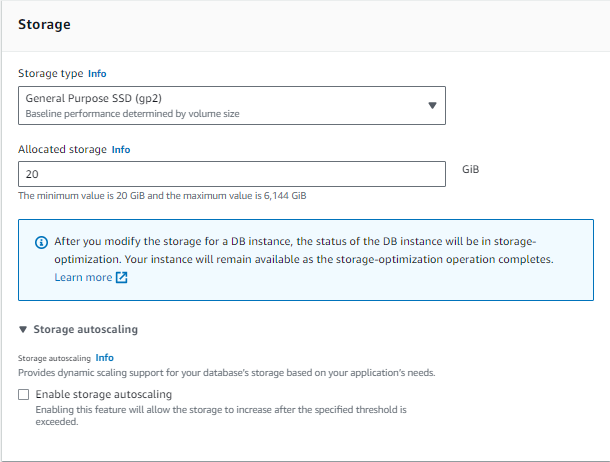 Storage
Storage type Info
General Purpose SSD (gp2)
Baseline performance determined by volume size
Allocated storage Info
20
GiB
The minimum value is 20 GiB and the maximum value is 6,144 GiB
After you modify the storage for a DB instance, the status of the DB instance will be in storage-
optimization. Your instance will remain available as the storage-optimization operation completes.
Learn more
Storage autoscaling
Storage autoscaling Info
Provides dynamic scaling support for your database's storage based on your application's needs.
Enable storage autoscaling
Enabling this feature will allow the storage to increase after the specified threshold is
exceeded.